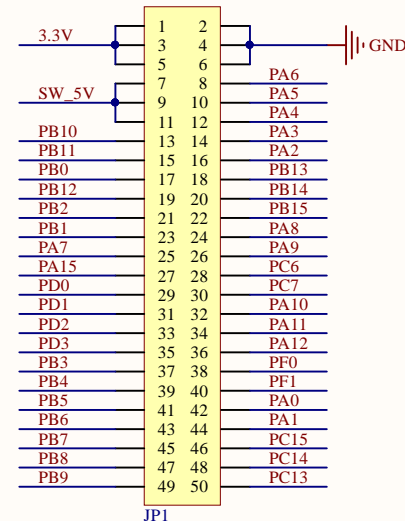 1 2
3.3V 3 4 GND
5 6
7 8 PA6
SW_5V 9 10 PA5
11 12 PA4
PB10 13 14 PA3
PB11 15 16 PA2
PB0 17 18 PB13
PB12 19 20 PB14
PB2 21 22 PB15
PB1 23 24 PA8
PA7 25 26 PA9
PA15 27 28 PC6
PD0 29 30 PC7
PD1 31 32 PA10
PD2 33 34 PA11
PD3 35 36 PA12
PB3 37 38 PF0
PB4 39 40 PF1
PB5 41 42 PA0
PB6 43 44 PA1
PB7 45 46 PC15
PB8 47 48 PC14
PB9 49 50 PC13
JP1